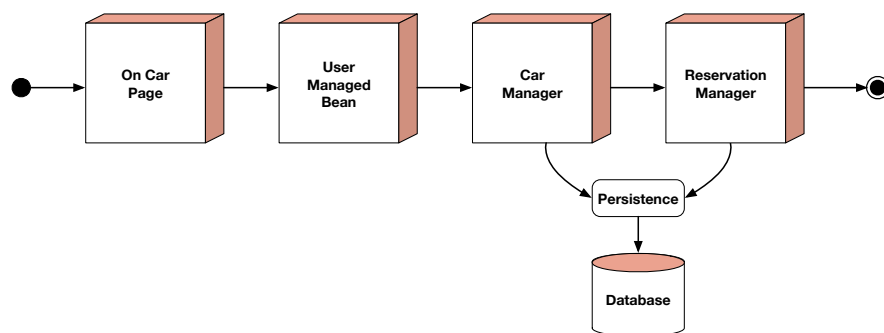 On Car
Page
User
Managed
Bean
Car
Manager
Reservation
Manager
Persistence
Database